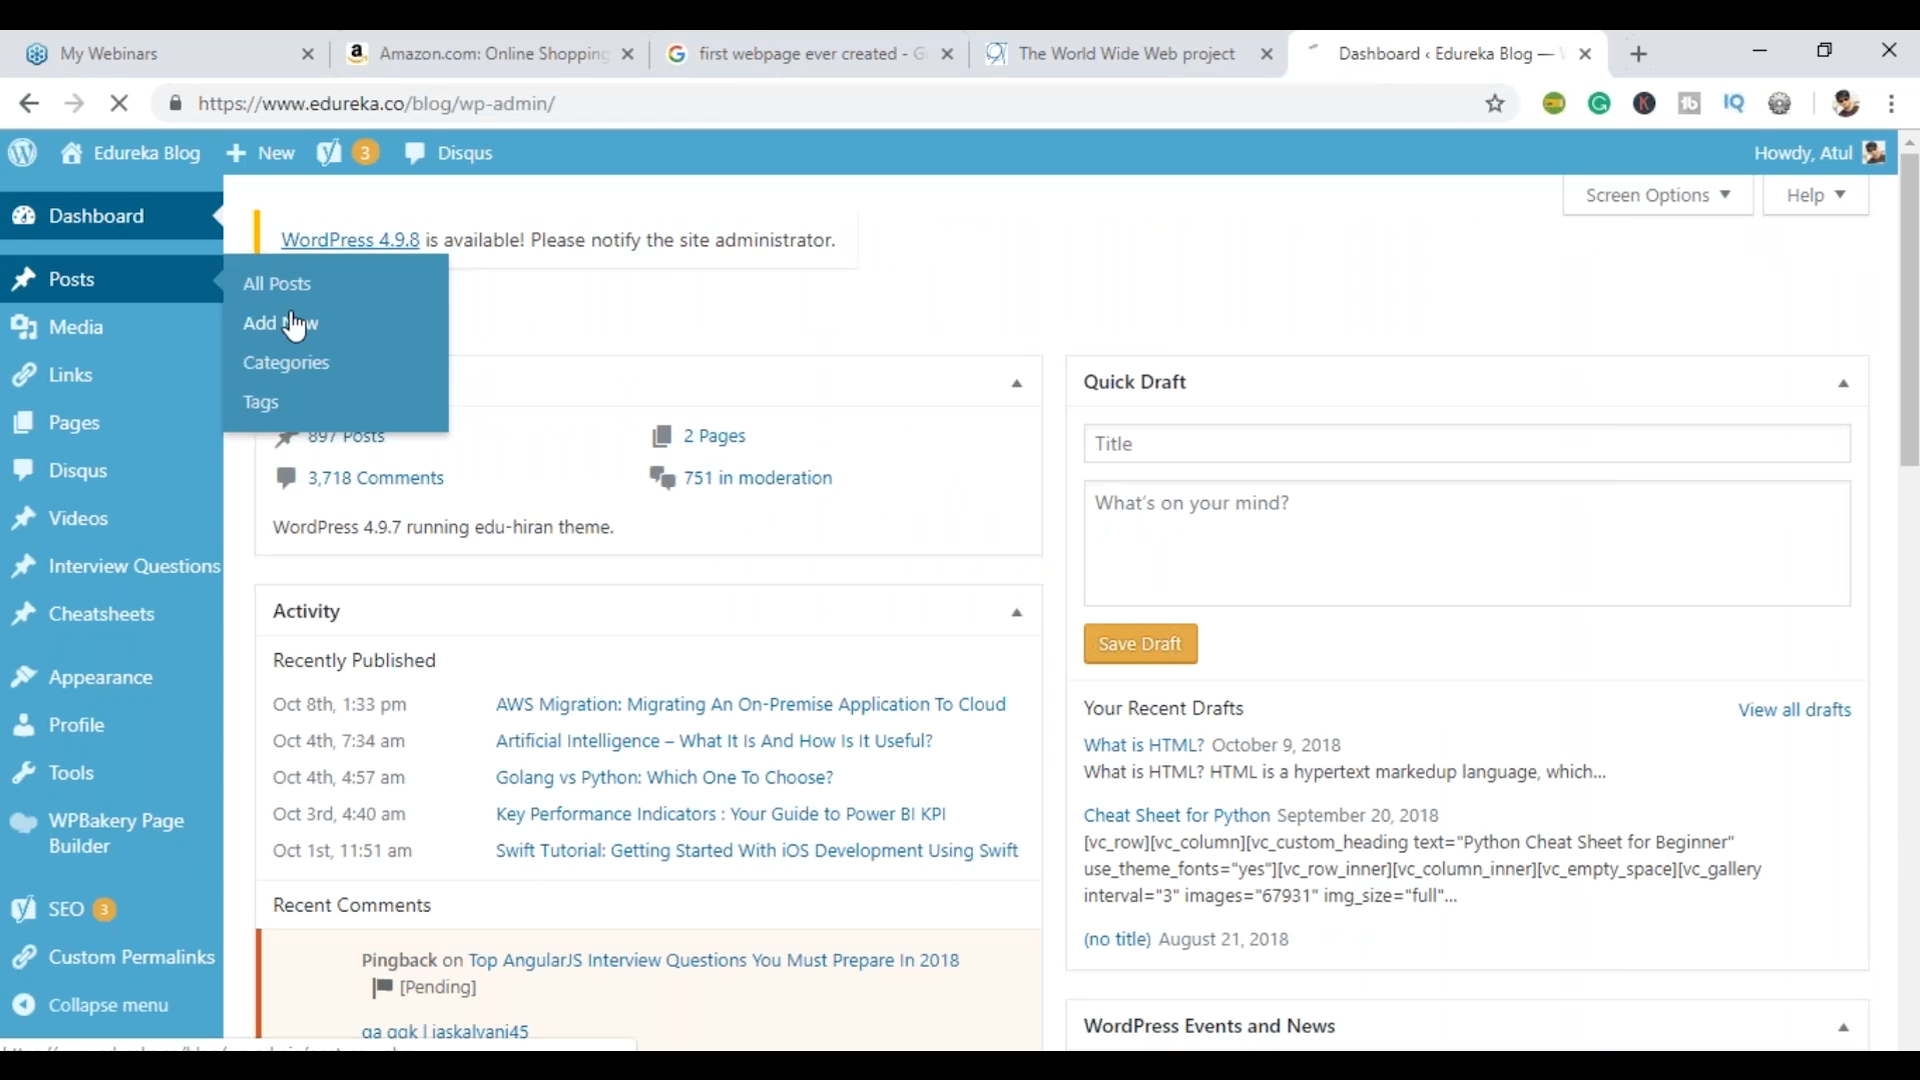 My Webinars
Amazon.com: Online Shopping
first webpage ever created - G
The World Wide Web project
Dashboard ‹ Edureka Blog —
https://www.edureka.co/blog/wp-admin/
Edureka Blog
New
3
Disqus
Howdy, Atul
Screen Options
Help
Dashboard
WordPress 4.9.8 is available! Please notify the site administrator.
Posts
All Posts
Add New
Categories
Tags
Media
Links
Pages
Disqus
Videos
Interview Questions
Cheatsheets
Appearance
Profile
Tools
WPBakery Page
Builder
SEO 3
Custom Permalinks
Collapse menu
897 Posts
2 Pages
3,718 Comments
751 in moderation
WordPress 4.9.7 running edu-hiran theme.
Activity
Recently Published
Oct 8th, 1:33 pm AWS Migration: Migrating An On-Premise Application To Cloud
Oct 4th, 7:34 am Artificial Intelligence – What It Is And How Is It Useful?
Oct 4th, 4:57 am Golang vs Python: Which One To Choose?
Oct 3rd, 4:40 am Key Performance Indicators : Your Guide to Power BI KPI
Oct 1st, 11:51 am Swift Tutorial: Getting Started With iOS Development Using Swift
Recent Comments
Pingback on Top AngularJS Interview Questions You Must Prepare In 2018
[Pending]
qa qqk | jaskalyani45
Quick Draft
Title
What's on your mind?
Save Draft
Your Recent Drafts
View all drafts
What is HTML? October 9, 2018
What is HTML? HTML is a hypertext markedup language, which...
Cheat Sheet for Python September 20, 2018
[vc_row][vc_column][vc_custom_heading text="Python Cheat Sheet for Beginner"
use_theme_fonts="yes"][vc_row_inner][vc_column_inner][vc_empty_space][vc_gallery
interval="3" images="67931" img_size="full"...
(no title) August 21, 2018
WordPress Events and News